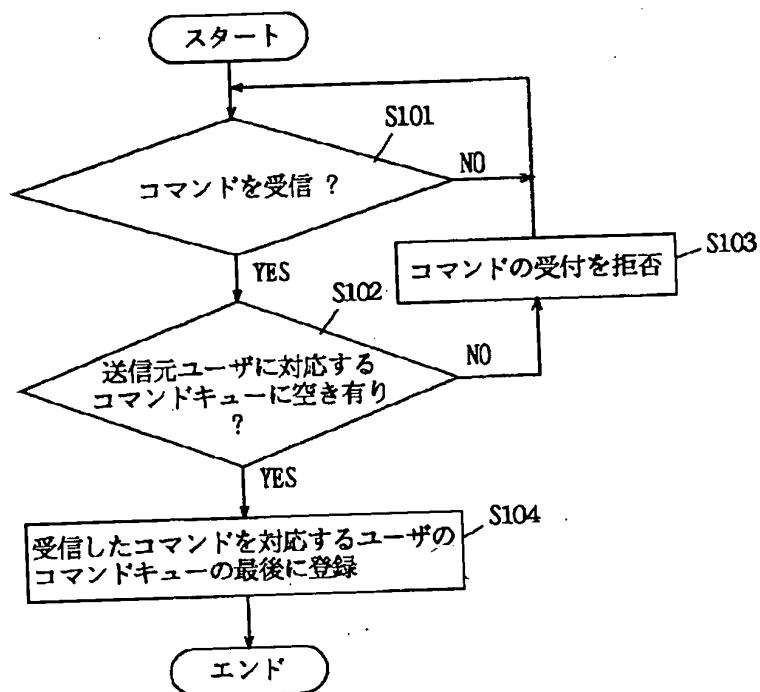 スタート
S101
コマンドを受信 ?
NO
YES
S103
コマンドの受付を拒否
S102
送信元ユーザに対応する
コマンドキューに空き有り
?
NO
YES
S104
受信したコマンドを対応するユーザの
コマンドキューの最後に登録
エンド